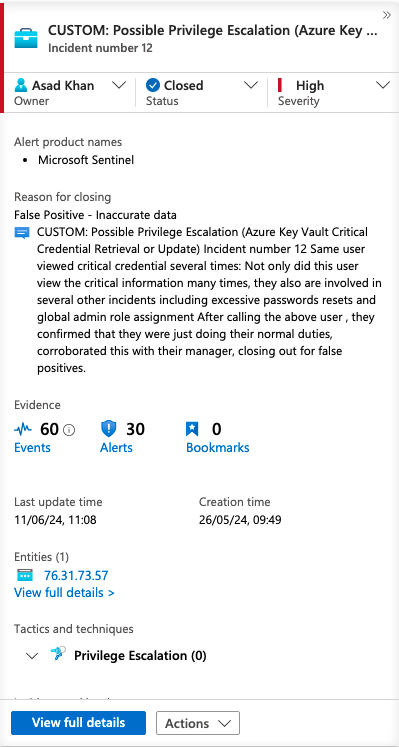 CUSTOM: Possible Privilege Escalation (Azure Key ...
Incident number 12
Asad Khan
Owner
Closed
Status
High
Severity
Alert product names
• Microsoft Sentinel
Reason for closing
False Positive - Inaccurate data
CUSTOM: Possible Privilege Escalation (Azure Key Vault Critical
Credential Retrieval or Update) Incident number 12 Same user
viewed critical credential several times: Not only did this user
view the critical information many times, they also are involved in
several other incidents including excessive passwords resets and
global admin role assignment After calling the above user , they
confirmed that they were just doing their normal duties,
corroborated this with their manager, closing out for false
positives.
Evidence
60
Events
30
Alerts
0
Bookmarks
Last update time
11/06/24, 11:08
Creation time
26/05/24, 09:49
Entities (1)
76.31.73.57
View full details >
Tactics and techniques
Privilege Escalation (0)
View full details
Actions